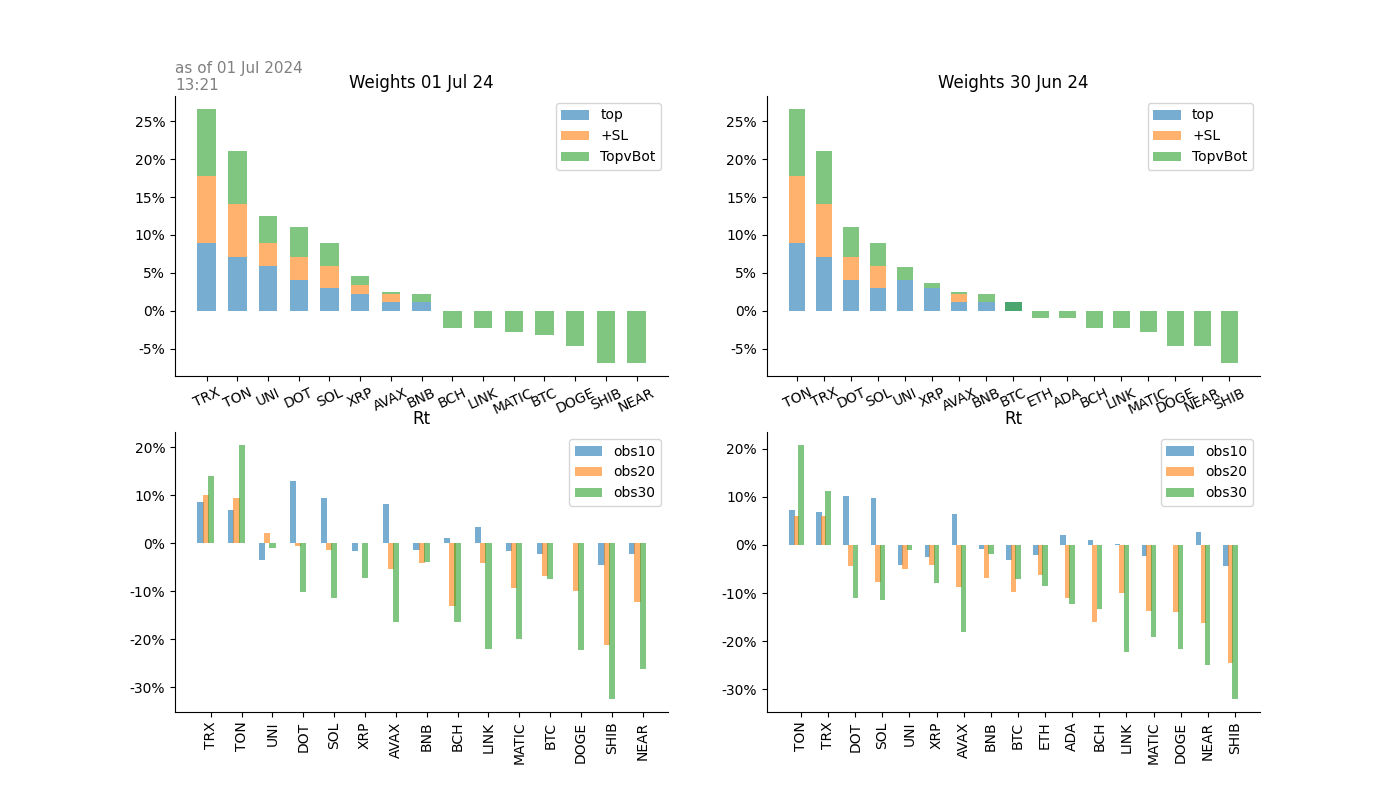 as of 01 Jul 2024
13:21
Weights 01 Jul 24
25%
20%
15%
10%
5%
0%
-5%
top
+SL
TopvBot
TRX TON UNI DOT SOL XRP AVAX BNB BCH LINK MATIC BTC DOGE SHIB NEAR
Weights 30 Jun 24
25%
20%
15%
10%
5%
0%
-5%
top
+SL
TopvBot
TON TRX DOT SOL UNI XRP AVAX BNB BTC ETH ADA BCH LINK MATIC DOGE NEAR SHIB
Rt
20%
10%
0%
-10%
-20%
-30%
obs10
obs20
obs30
TRX TON UNI DOT SOL XRP AVAX BNB BCH LINK MATIC BTC DOGE SHIB NEAR
Rt
20%
10%
0%
-10%
-20%
-30%
obs10
obs20
obs30
TON TRX DOT SOL UNI XRP AVAX BNB BTC ETH ADA BCH LINK MATIC DOGE NEAR SHIB